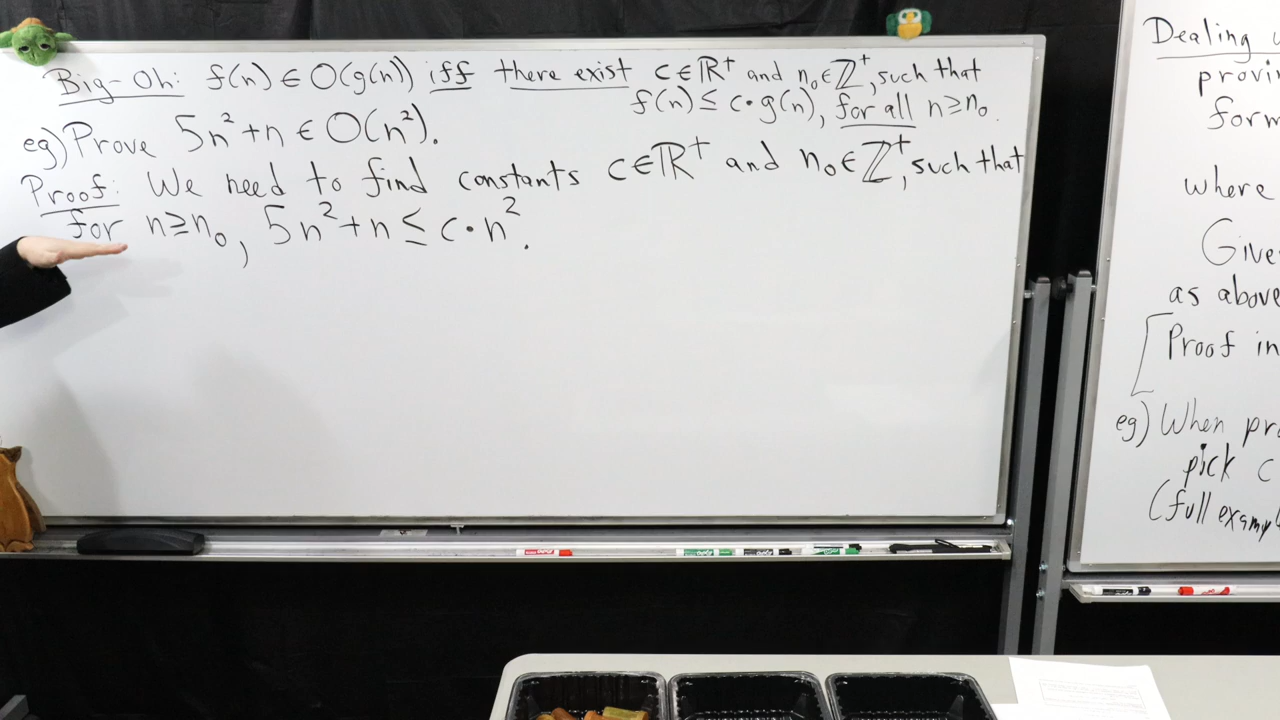 Big-Oh: f(n) ∈ O(g(n)) iff there exist c∈ℝ⁺ and n₀∈ℤ⁺, such that
f(n) ≤ c·g(n), for all n≥n₀.
eg) Prove 5n²+n ∈ O(n²).
Proof: We need to find constants c∈ℝ⁺ and n₀∈ℤ⁺, such that
for n≥n₀, 5n²+n ≤ c·n².
Dealing
provi
form
where
Give
as above
[Proof in
eg) When pr
pick c
(full exampl